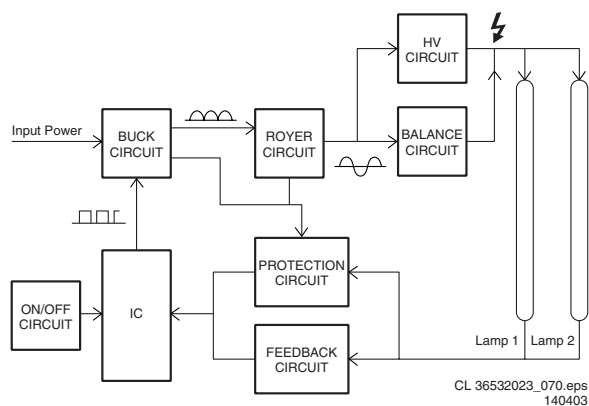 HV
CIRCUIT
Input Power
BUCK
CIRCUIT
ROYER
CIRCUIT
BALANCE
CIRCUIT
ON/OFF
CIRCUIT
IC
PROTECTION
CIRCUIT
FEEDBACK
CIRCUIT
Lamp 1
Lamp 2
CL 36532023_070.eps
140403